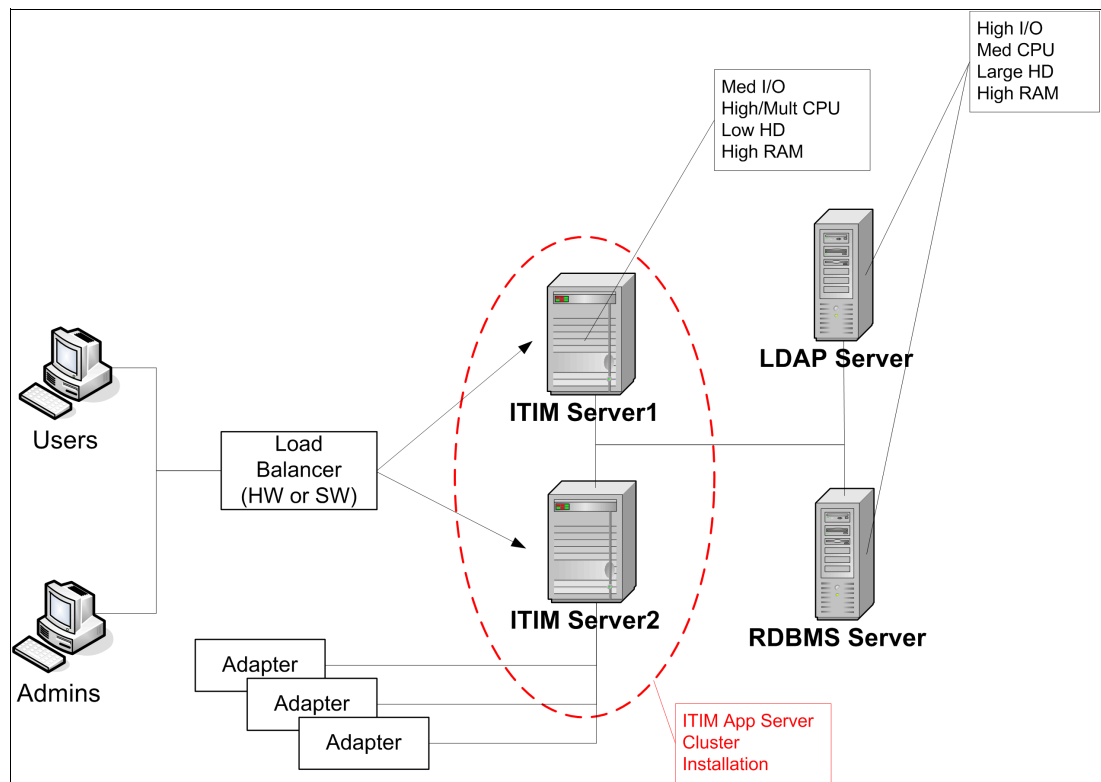 High I/O
Med CPU
Large HD
High RAM
Med I/O
High/Mult CPU
Low HD
High RAM
LDAP Server
ITIM Server1
Users
Load
Balancer
(HW or SW)
ITIM Server2
RDBMS Server
Admins
Adapter
Adapter
Adapter
ITIM App Server
Cluster
Installation